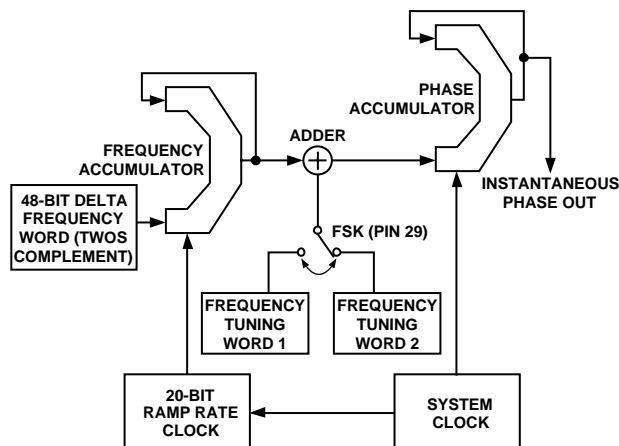 PHASE
ACCUMULATOR
ADDER
FREQUENCY
ACCUMULATOR
INSTANTANEOUS
PHASE OUT
48-BIT DELTA
FREQUENCY
WORD (TWOS
COMPLEMENT)
FSK (PIN 29)
FREQUENCY
TUNING
WORD 1
FREQUENCY
TUNING
WORD 2
20-BIT
RAMP RATE
CLOCK
SYSTEM
CLOCK